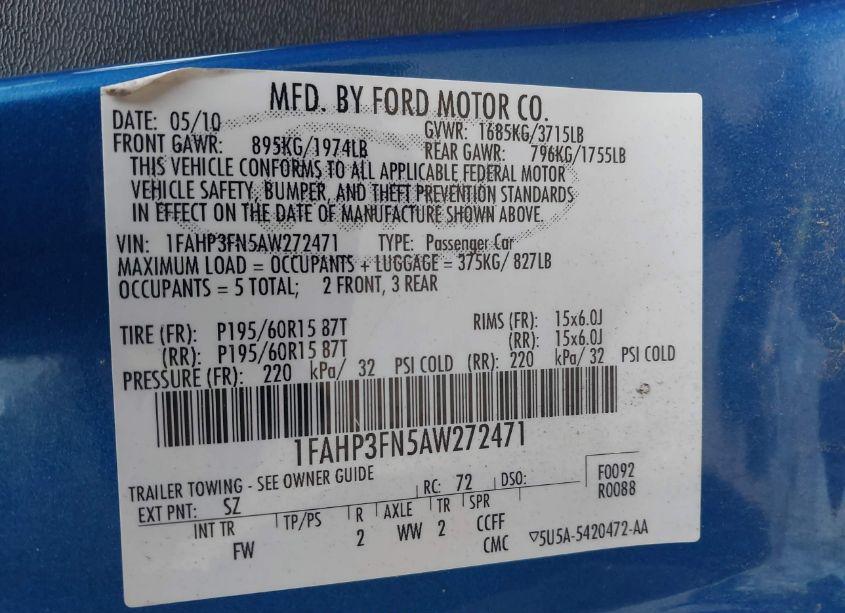 MFD. BY FORD MOTOR CO.
DATE: 05/10 GVWR: 1685KG/3715LB
FRONT GAWR: 895KG/1974LB REAR GAWR: 796KG/1755LB
THIS VEHICLE CONFORMS TO ALL APPLICABLE FEDERAL MOTOR
VEHICLE SAFETY, BUMPER, AND THEFT PREVENTION STANDARDS
IN EFFECT ON THE DATE OF MANUFACTURE SHOWN ABOVE.
VIN: 1FAHP3FN5AW272471 TYPE: Passenger Car
MAXIMUM LOAD = OCCUPANTS + LUGGAGE = 375KG/ 827LB
OCCUPANTS = 5 TOTAL; 2 FRONT, 3 REAR
TIRE (FR): P195/60R15 87T RIMS (FR): 15x6.0J
(RR): P195/60R15 87T (RR): 15x6.0J
PRESSURE (FR): 220 kPa/ 32 PSI COLD (RR): 220 kPa/ 32 PSI COLD
1FAHP3FN5AW272471
TRAILER TOWING - SEE OWNER GUIDE
EXT PNT: SZ RC: 72 DSO: F0092
R0088
INT TR TP/PS R AXLE TR SPR
FW 2 WW 2 CCFF
CMC ▽5U5A-5420472-AA